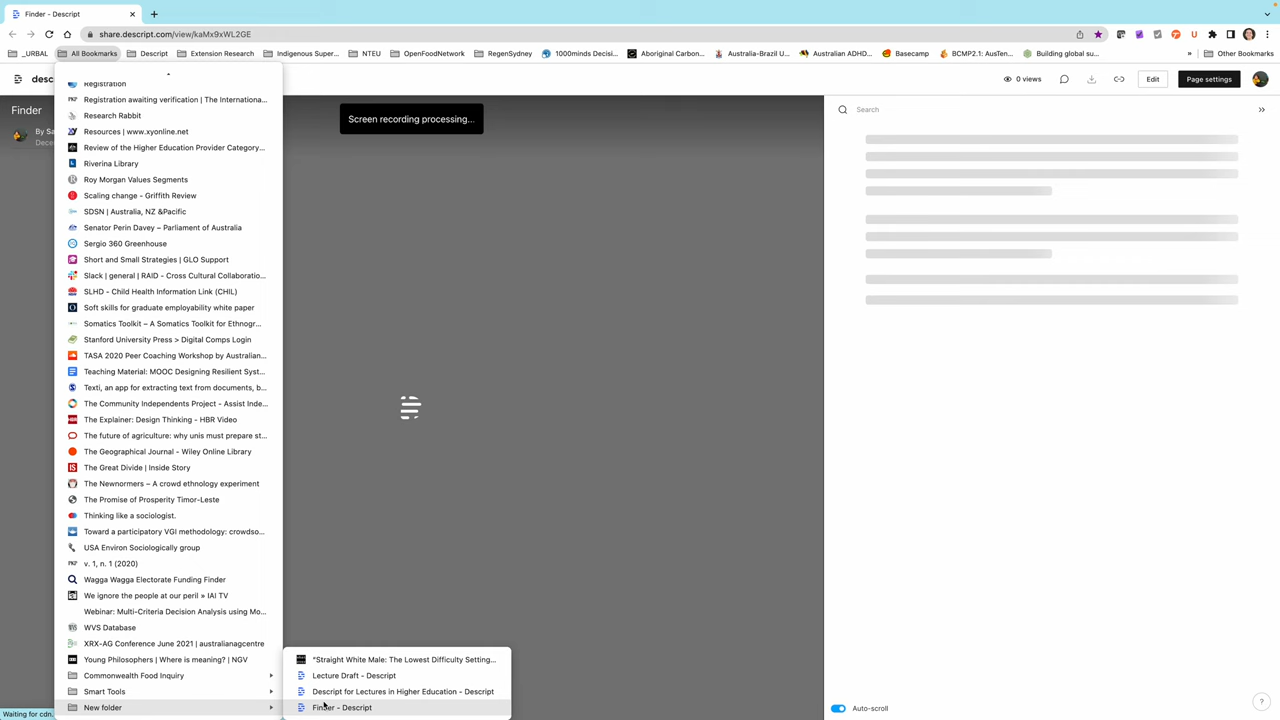 Finder - Descript
share.descript.com/view/kaMx9xWL2GE
_URBAL
All Bookmarks
Descript
Extension Research
Indigenous Super...
NTEU
OpenFoodNetwork
RegenSydney
1000minds Decisi...
Aboriginal Carbon...
Australia-Brazil U...
Australian ADHD...
Basecamp
BCMP2.1: AusTen...
Building global su...
»
Other Bookmarks
desc
0 views
Edit
Page settings
Finder
By Sa
Dece
Screen recording processing...
Search
Registration
Registration awaiting verification | The Internationa...
Research Rabbit
Resources | www.xyonline.net
Review of the Higher Education Provider Category...
Riverina Library
Roy Morgan Values Segments
Scaling change - Griffith Review
SDSN | Australia, NZ &Pacific
Senator Perin Davey – Parliament of Australia
Sergio 360 Greenhouse
Short and Small Strategies | GLO Support
Slack | general | RAID - Cross Cultural Collaboratio...
SLHD - Child Health Information Link (CHIL)
Soft skills for graduate employability white paper
Somatics Toolkit – A Somatics Toolkit for Ethnogr...
Stanford University Press > Digital Comps Login
TASA 2020 Peer Coaching Workshop by Australian...
Teaching Material: MOOC Designing Resilient Syst...
Texti, an app for extracting text from documents, b...
The Community Independents Project - Assist Inde...
The Explainer: Design Thinking - HBR Video
The future of agriculture: why unis must prepare st...
The Geographical Journal - Wiley Online Library
The Great Divide | Inside Story
The Newnormers – A crowd ethnology experiment
The Promise of Prosperity Timor-Leste
Thinking like a sociologist.
Toward a participatory VGI methodology: crowdso...
USA Environ Sociologically group
v. 1, n. 1 (2020)
Wagga Wagga Electorate Funding Finder
We ignore the people at our peril » IAI TV
Webinar: Multi-Criteria Decision Analysis using Mo...
WVS Database
XRX-AG Conference June 2021 | australianagcentre
Young Philosophers | Where is meaning? | NGV
Commonwealth Food Inquiry
Smart Tools
New folder
"Straight White Male: The Lowest Difficulty Setting...
Lecture Draft - Descript
Descript for Lectures in Higher Education - Descript
Finder - Descript
Waiting for cdn.
Auto-scroll
?